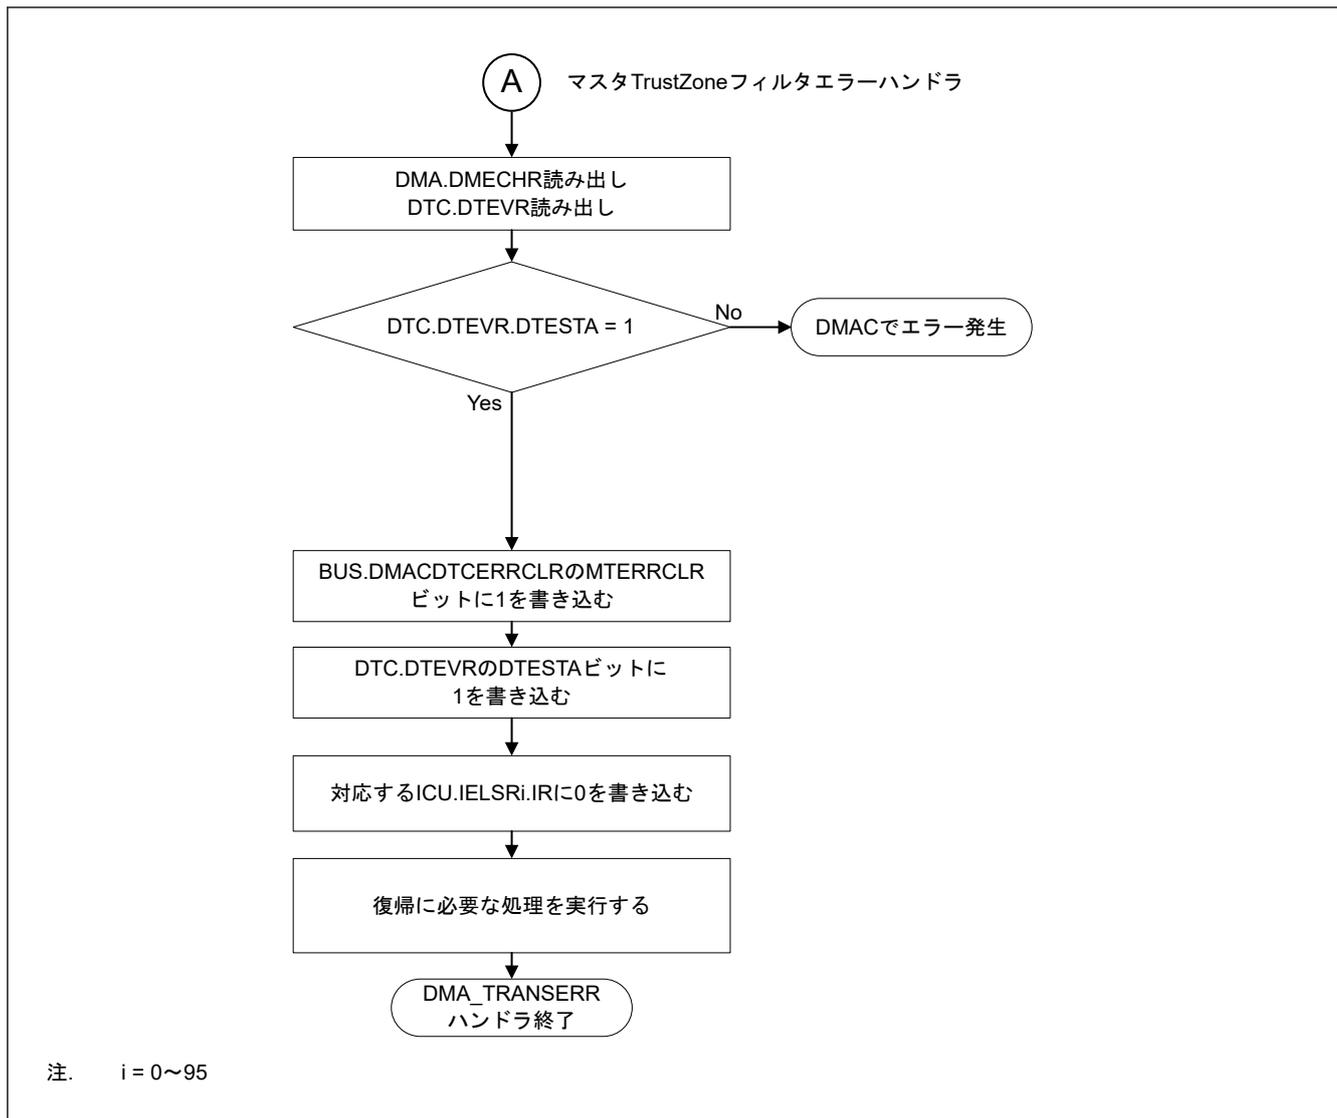 A マスタTrustZoneフィルタエラーハンドラ
DMA.DMECHR読み出し
DTC.DTEVR読み出し
DTC.DTEVR.DTESTA = 1
No
DMACでエラー発生
Yes
BUS.DMACDTCERRCLRのMTERRCLR
ビットに1を書き込む
DTC.DTEVRのDTESTAビットに
1を書き込む
対応するICU.IELSRi.IRに0を書き込む
復帰に必要な処理を実行する
DMA_TRANSERR
ハンドラ終了
注. i = 0～95